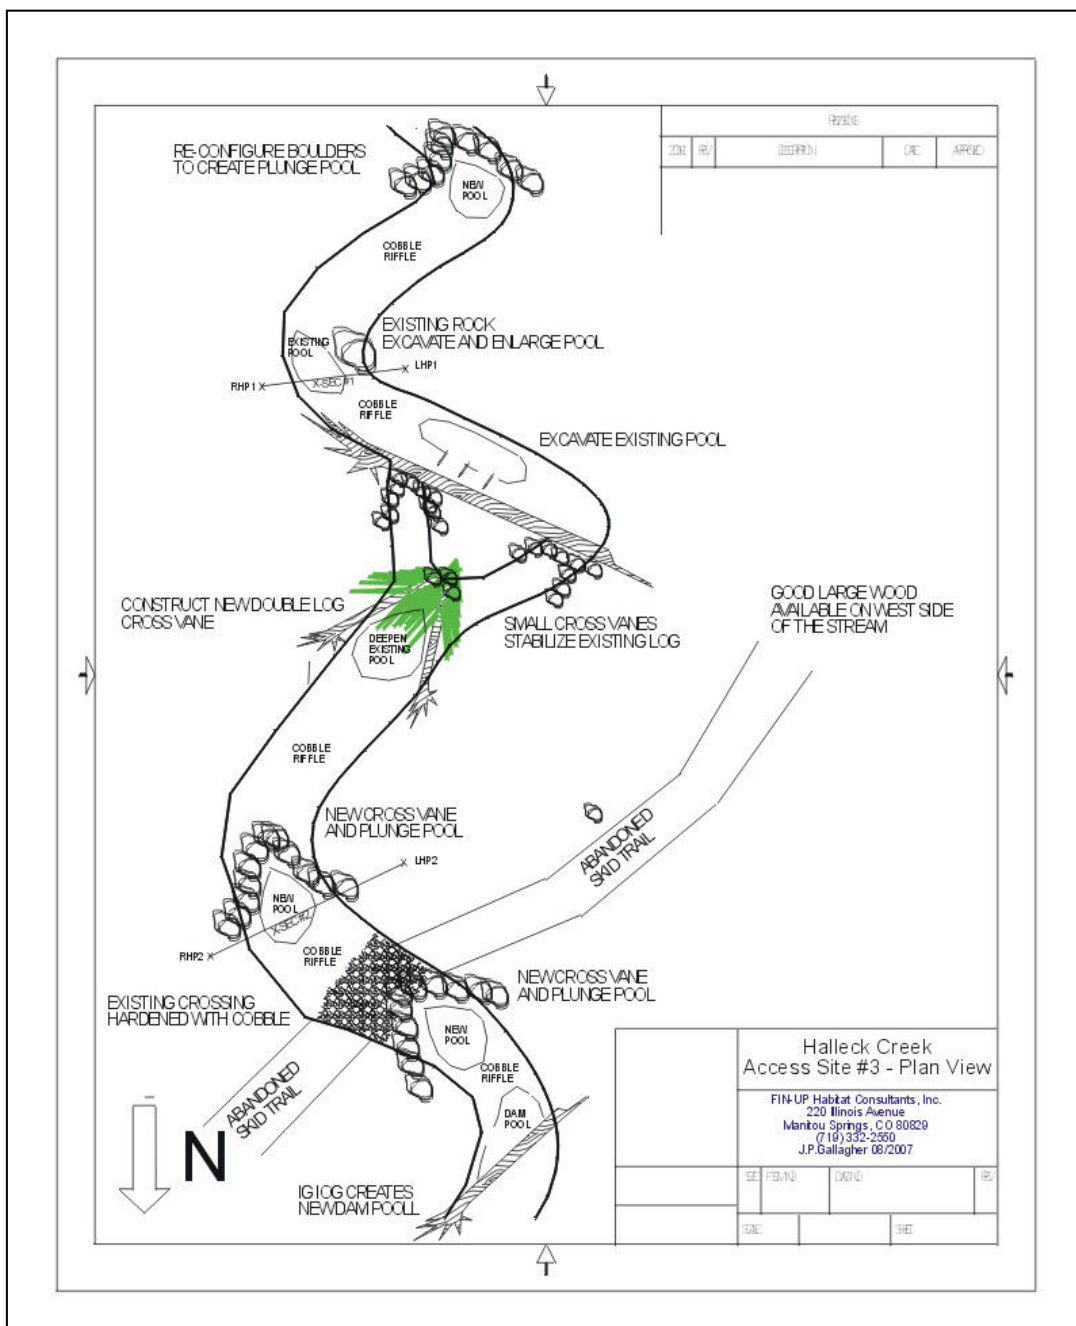 RE-CONFIGURE BOULDERS
TO CREATE PLUNGE POOL
NEW
POOL
COBBLE
RIFFLE
EXISTING
POOL
EXISTING ROCK
EXCAVATE AND ENLARGE POOL
LHP1
RHP1
X-SEC #1
COBBLE
RIFFLE
EXCAVATE EXISTING POOL
CONSTRUCT NEW DOUBLE LOG
CROSS VANE
DEEPEN
EXISTING
POOL
SMALL CROSS VANES
STABILIZE EXISTING LOG
GOOD LARGE WOOD
AVAILABLE ON WEST SIDE
OF THE STREAM
COBBLE
RIFFLE
NEW CROSS VANE
AND PLUNGE POOL
LHP2
ABANDONED
SKID TRAIL
NEW
POOL
X-SEC #2
RHP2
COBBLE
RIFFLE
NEW CROSS VANE
AND PLUNGE POOL
EXISTING CROSSING
HARDENED WITH COBBLE
NEW
POOL
COBBLE
RIFFLE
ABANDONED
SKID TRAIL
DAM
POOL
N
IG lOG CREATES
NEW DAM POOLL
Halleck Creek
Access Site #3 - Plan View
FIN-UP Habitat Consultants, Inc.
220 Illinois Avenue
Manitou Springs, CO 80829
(719) 332-2550
J.P.Gallagher 08/2007